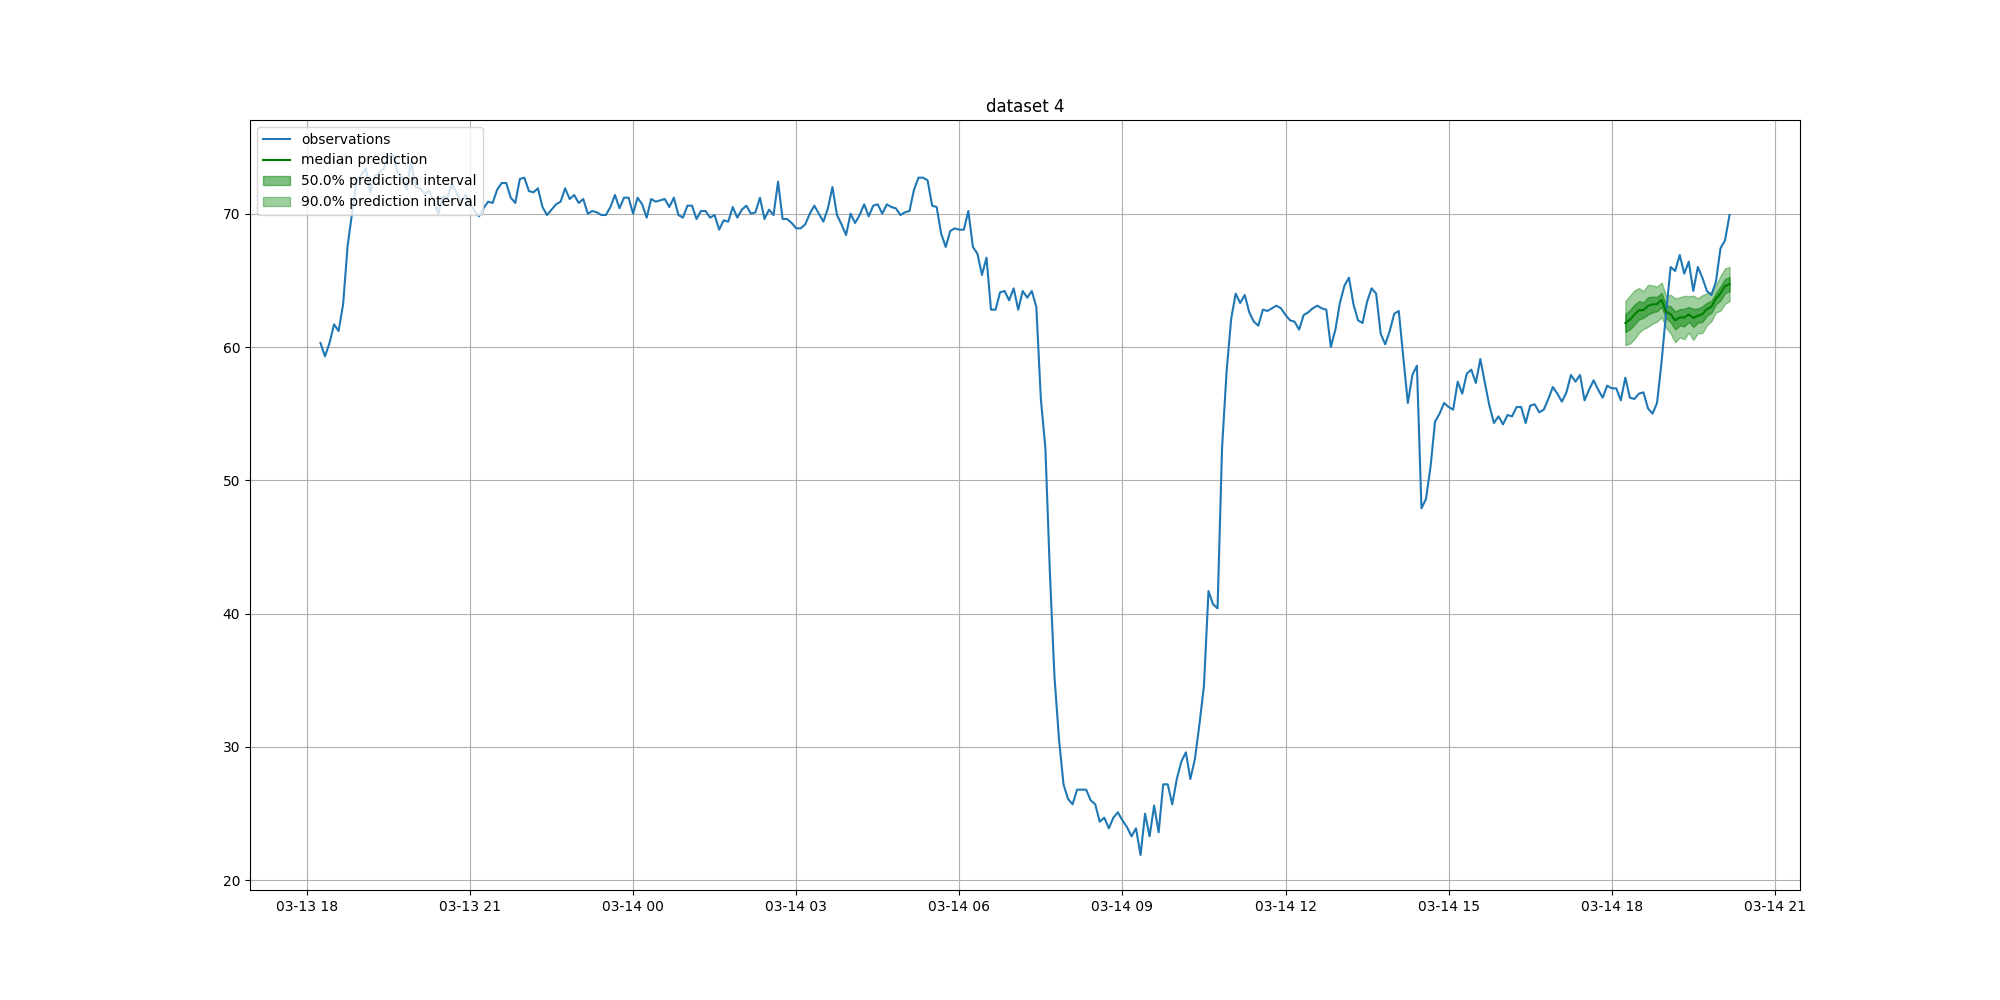 dataset 4
observations
median prediction
50.0% prediction interval
90.0% prediction interval
70
60
50
40
30
20
03-13 18 03-13 21 03-14 00 03-14 03 03-14 06 03-14 09 03-14 12 03-14 15 03-14 18 03-14 21